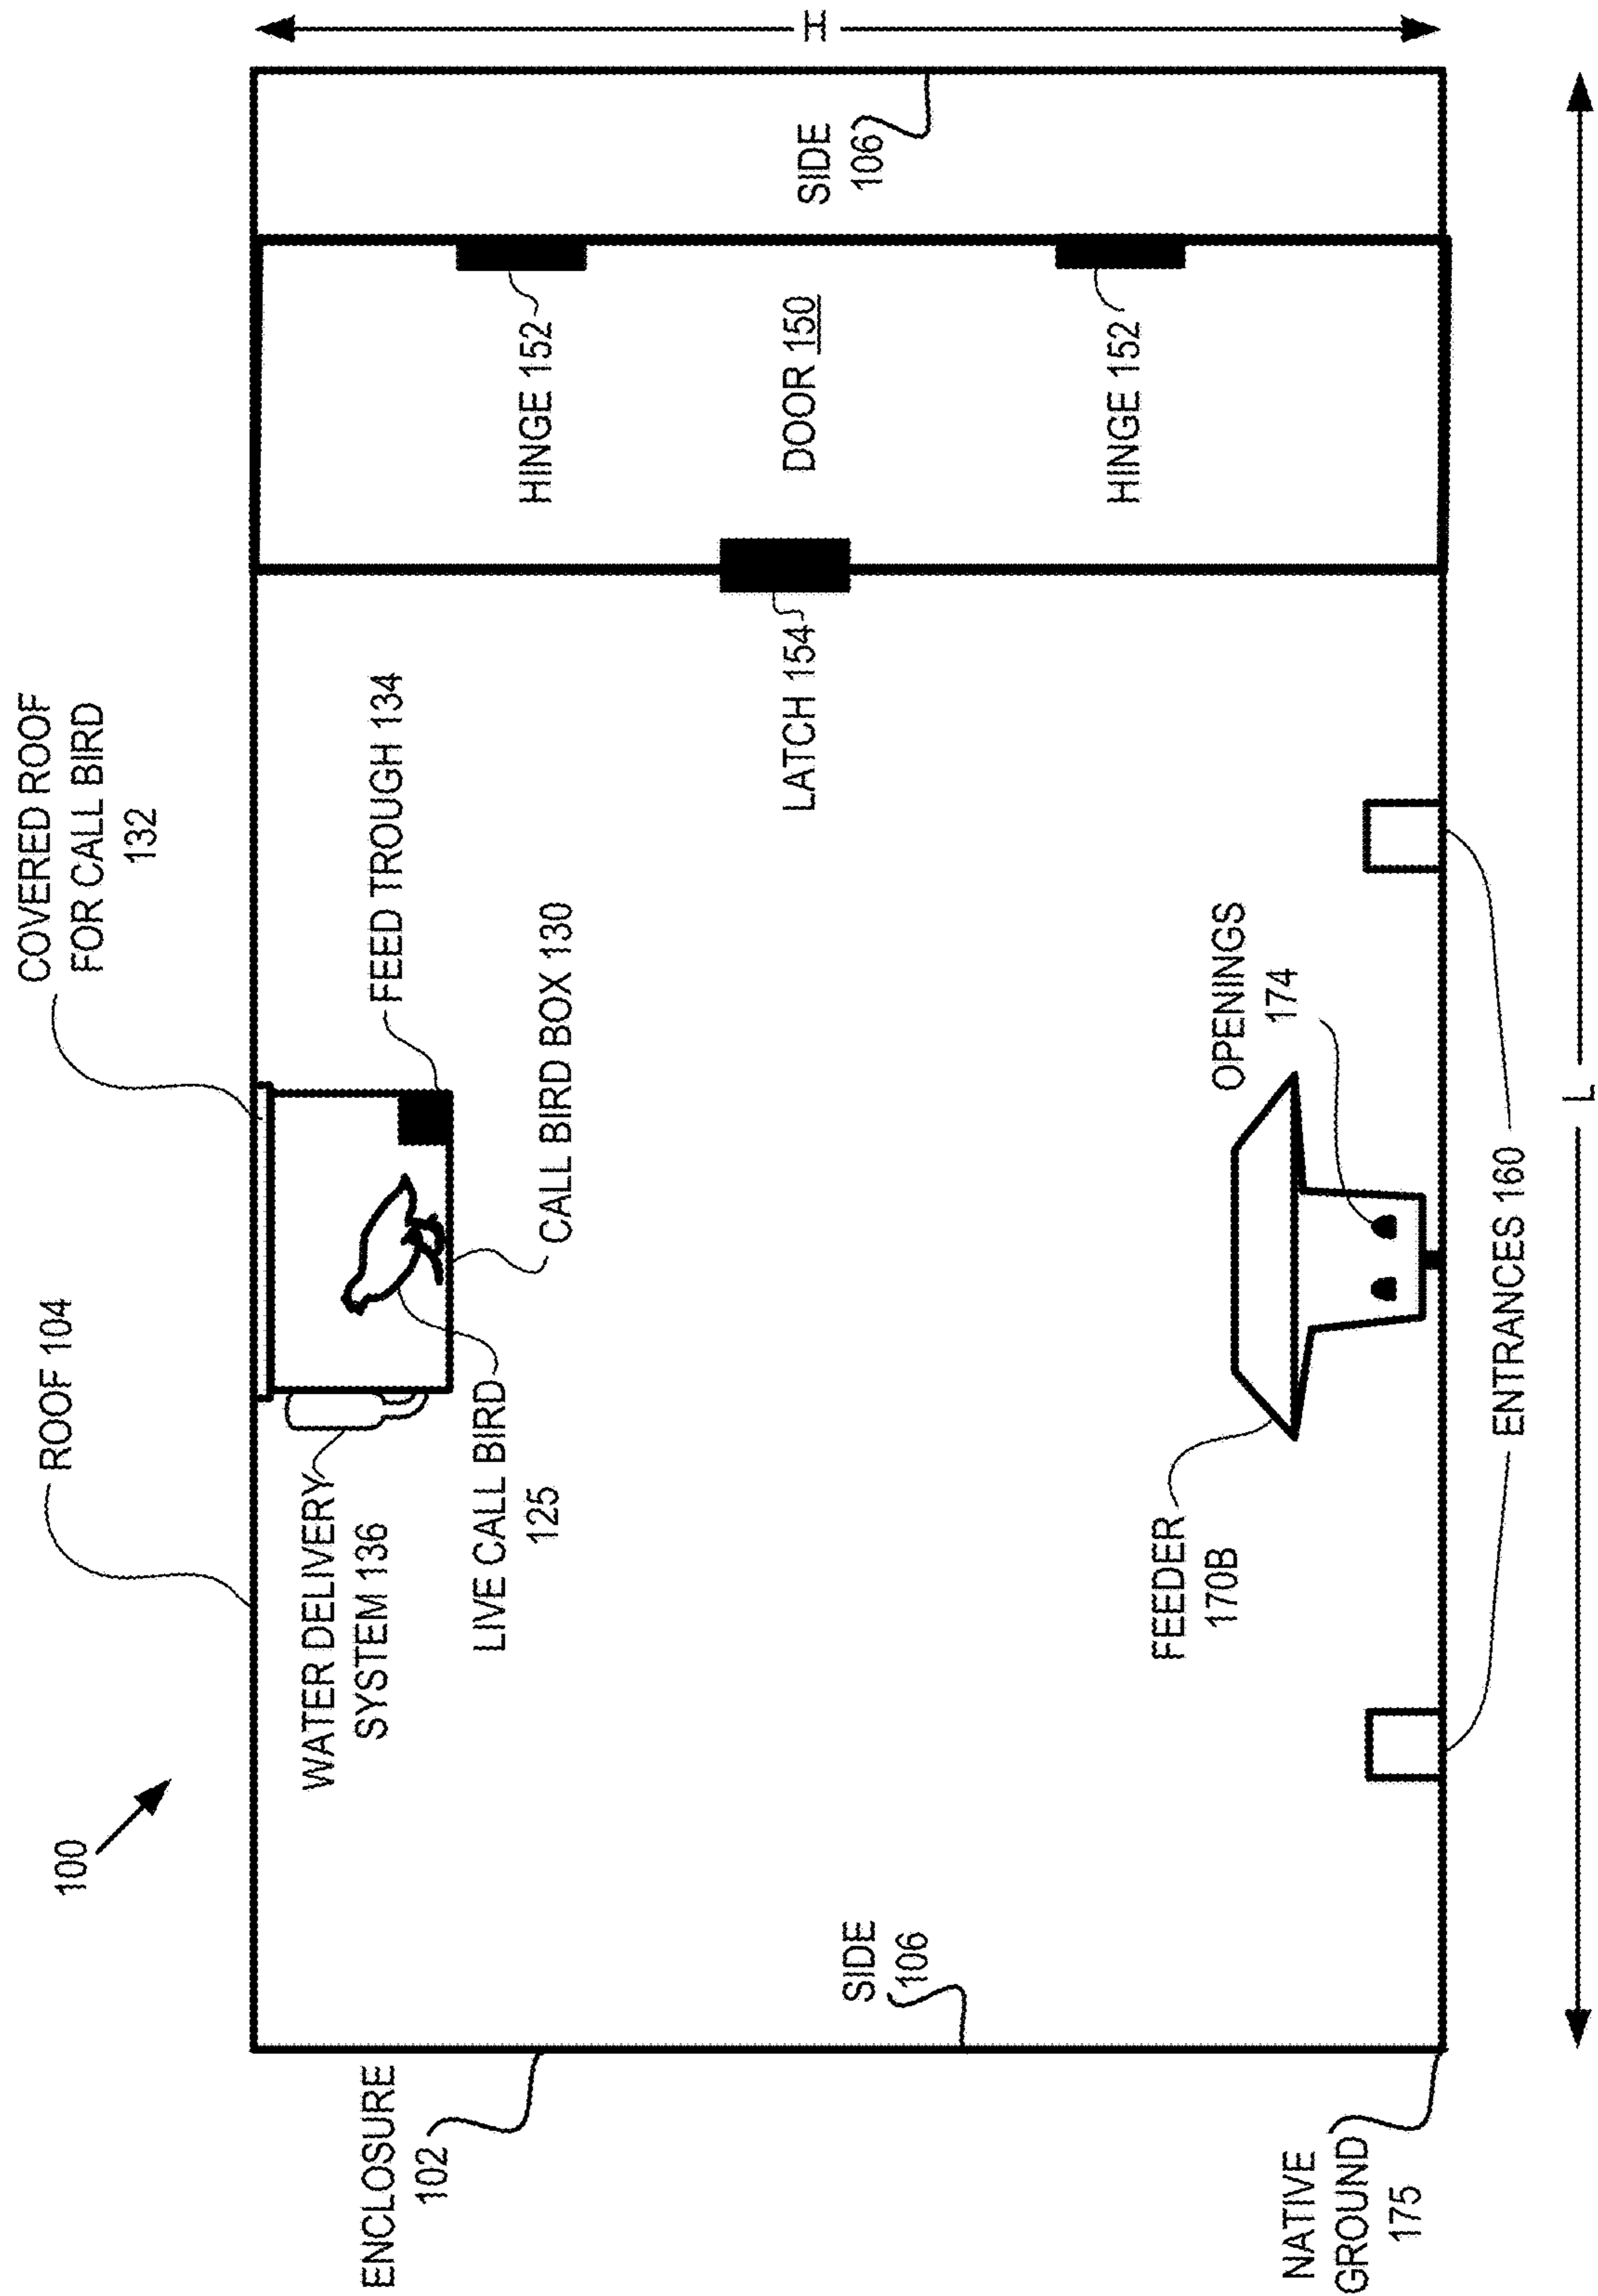 100
ROOF 104
COVERED ROOF
FOR CALL BIRD
132
WATER DELIVERY
SYSTEM 136
FEED TROUGH 134
ENCLOSURE
102
LIVE CALL BIRD
125
CALL BIRD BOX 130
HINGE 152
LATCH 154
DOOR 150
SIDE
106
SIDE
106
H
HINGE 152
FEEDER
170B
OPENINGS
174
NATIVE
GROUND
175
ENTRANCES 160
L